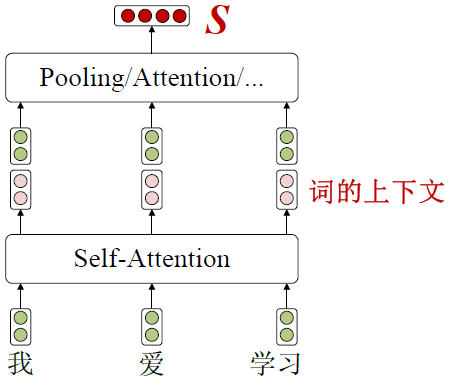 S
Pooling/Attention/...
词的上下文
Self-Attention
我 爱 学习